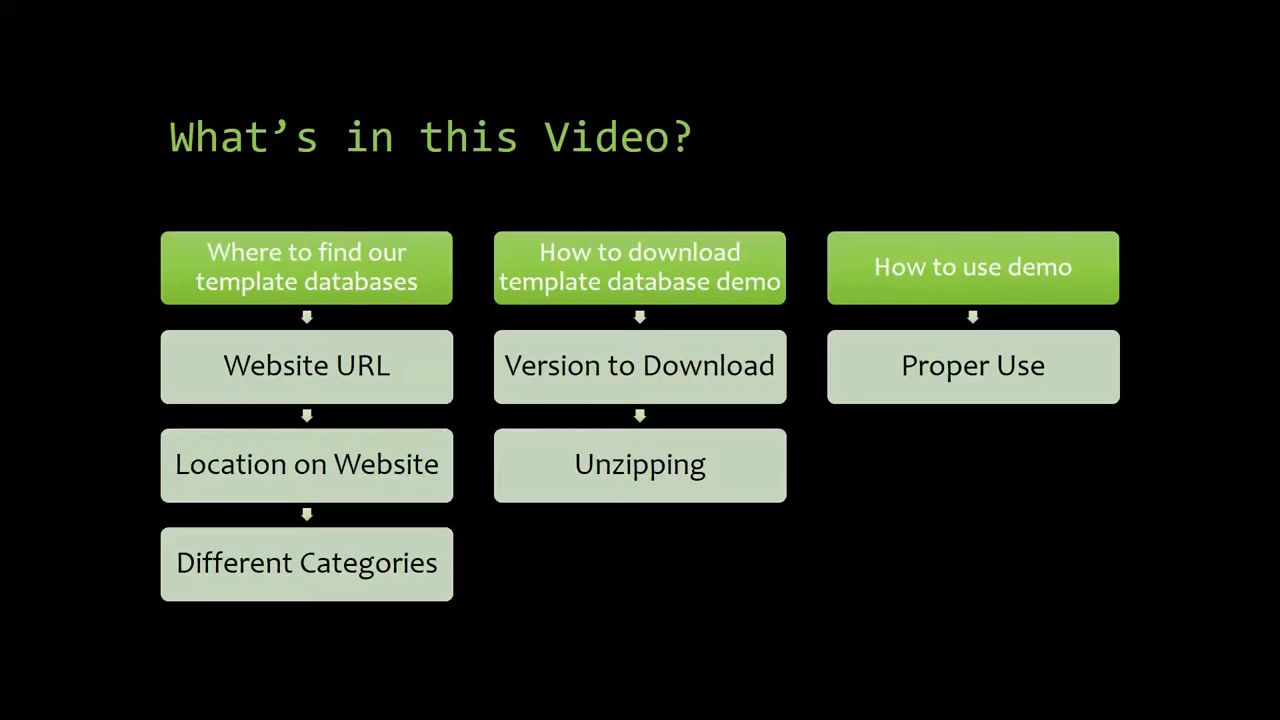 What’s in this Video?
Where to find our
template databases
Website URL
Location on Website
Different Categories
How to download
template database demo
Version to Download
Unzipping
How to use demo
Proper Use